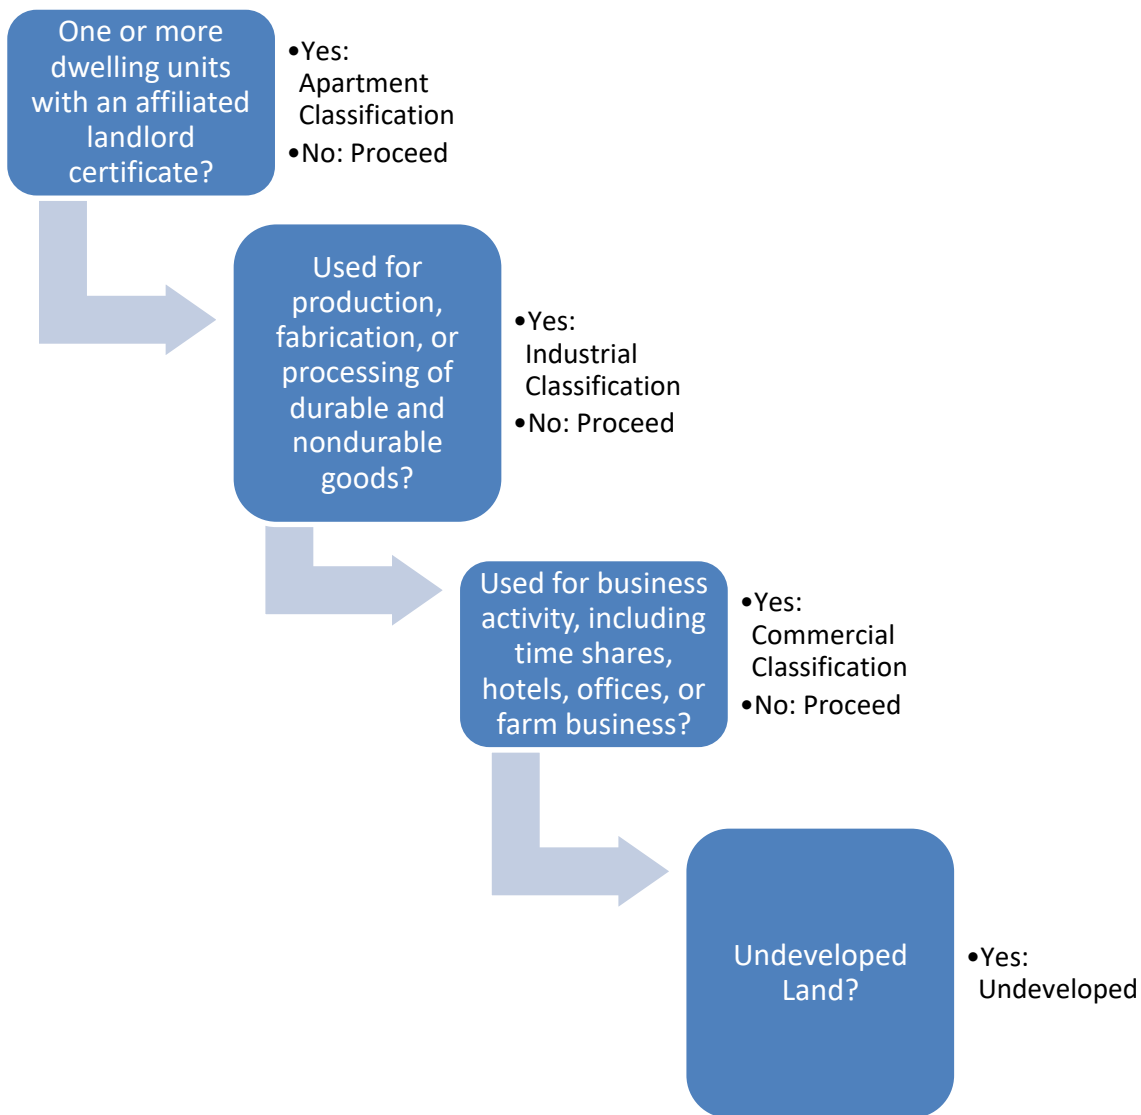 One or more
dwelling units
with an affiliated
landlord
certificate?
•Yes:
Apartment
Classification
•No: Proceed
Used for
production,
fabrication, or
processing of
durable and
nondurable
goods?
•Yes:
Industrial
Classification
•No: Proceed
Used for business
activity, including
time shares,
hotels, offices, or
farm business?
•Yes:
Commercial
Classification
•No: Proceed
Undeveloped
Land?
•Yes:
Undeveloped